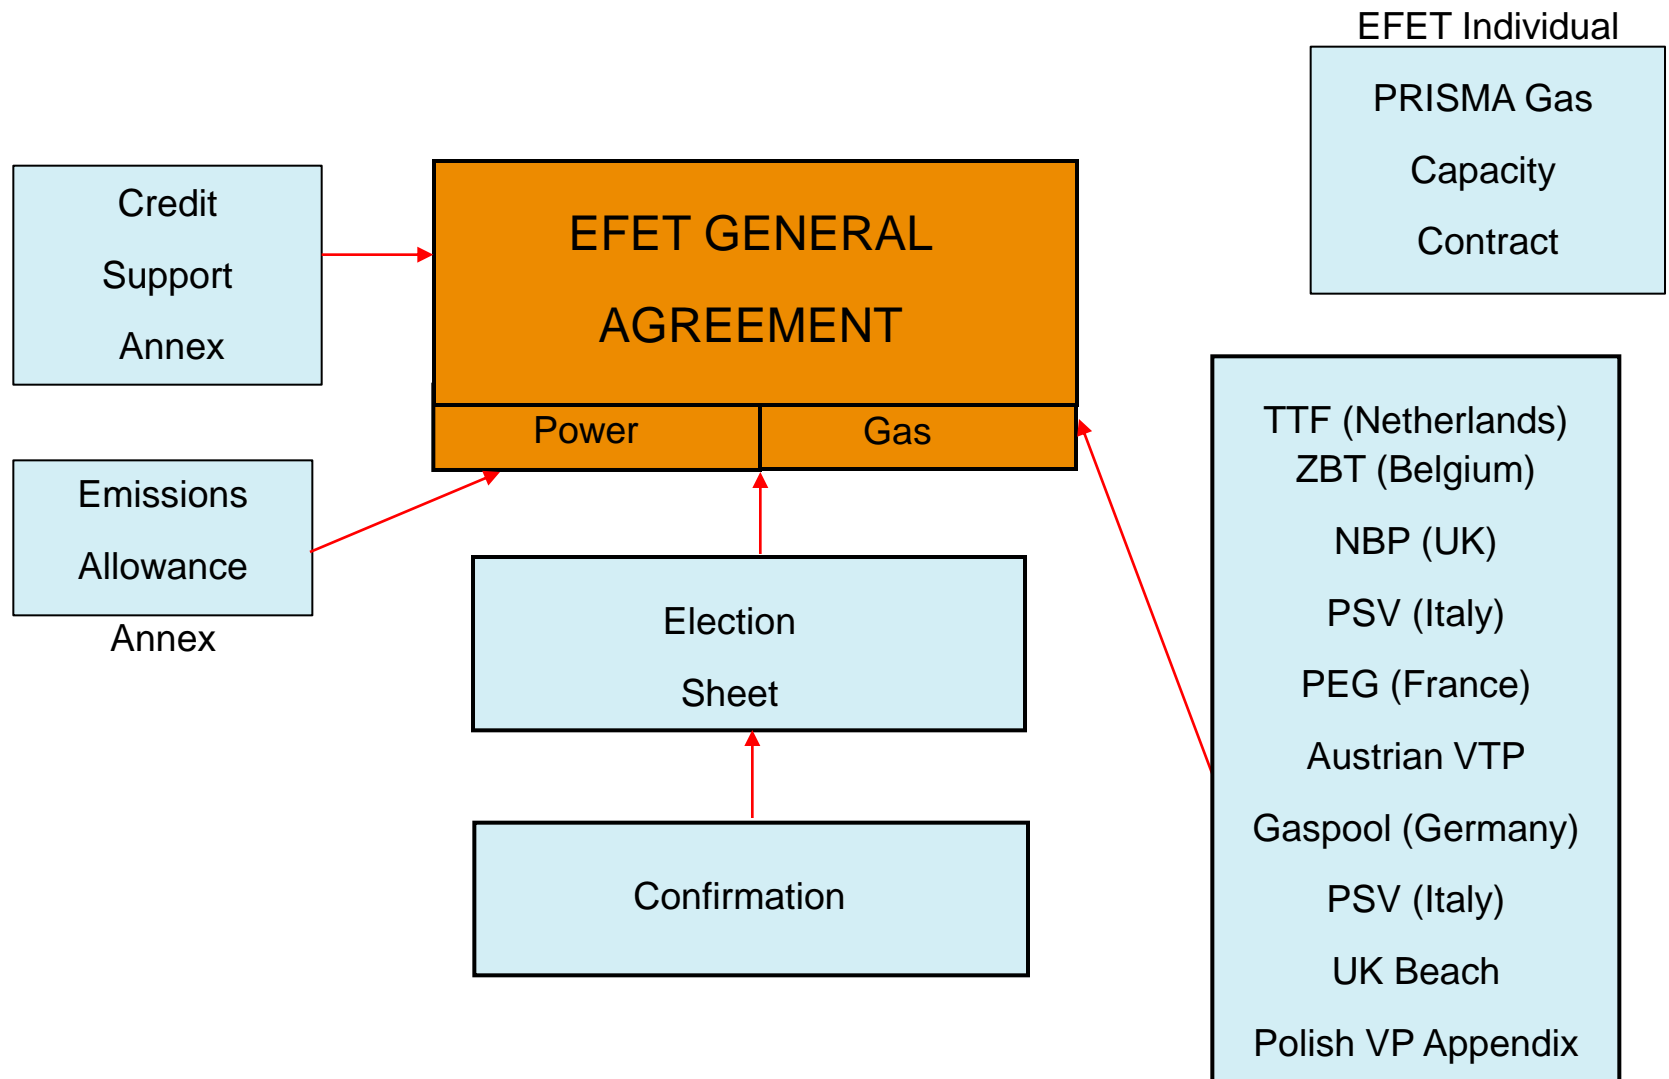 EFET Individual
PRISMA Gas
Capacity
Contract
Credit
Support
Annex
EFET GENERAL
AGREEMENT
Power
Gas
Emissions
Allowance
Annex
Election
Sheet
Confirmation
TTF (Netherlands)
ZBT (Belgium)
NBP (UK)
PSV (Italy)
PEG (France)
Austrian VTP
Gaspool (Germany)
PSV (Italy)
UK Beach
Polish VP Appendix